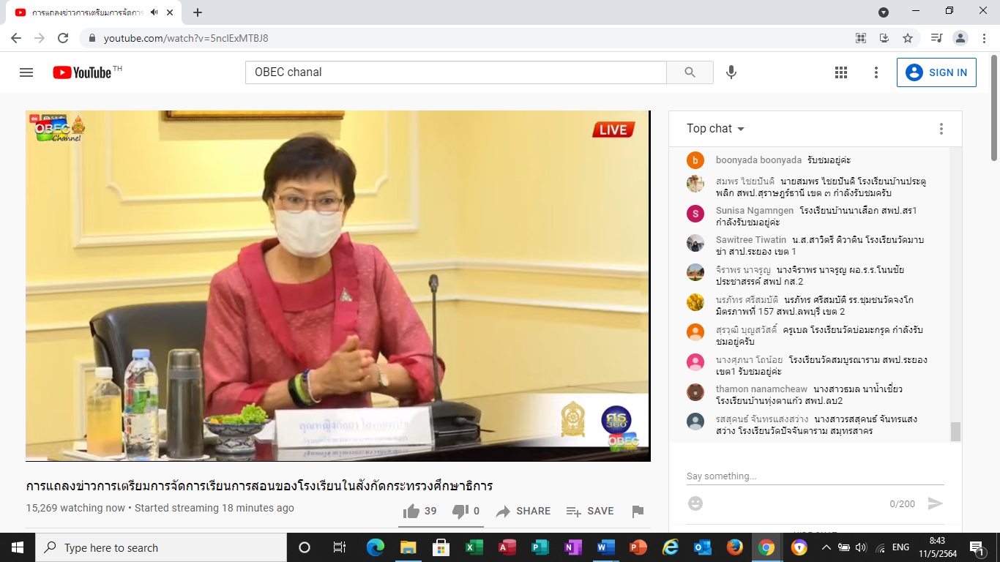 การแถลงข่าวการเตรียมการจัดการ
youtube.com/watch?v=5nclExMTBJ8
YouTube TH
OBEC chanal
SIGN IN
OBEC
Channel
LIVE
ศธ.
360°
OBEC
Top chat
boonyada boonyada รับชมอยู่ค่ะ
สมพร ไชยปันดิ นายสมพร ไชยปันดิ โรงเรียนบ้านประตู
พลิก สพป.สุราษฎร์ธานี เขต ๓ กำลังรับชมครับ
S
Sunisa Ngamngen โรงเรียนบ้านนาเสือก สพป.สร1
กำลังรับชมอยู่ค่ะ
Sawitree Tiwatin น.ส.สาวิตรี ติวาติน โรงเรียนวัดมาบ
ข่า สาป.ระยอง เขต 1
จิราพร นาจรูญ นางจิราพร นาจรูญ ผอ.ร.ร.โนนชัย
ประชาสรรค์ สพป กส.2
นรภัทร ศรีสมบัติ นรภัทร ศรีสมบัติ รร.ชุมชนวัดจงโก
มิตรภาพที่ 157 สพป.ลพบุรี เขต 2
สุรวุฒิ บุญสวัสดิ์ ครูเบล โรงเรียนวัดบ่อมะกรูด กำลังรับ
ชมอยู่ครับ
นางศุภนา โถน้อย โรงเรียนวัดสมบูรณาราม สพป.ระยอง
เขต1 รับชมอยู่ค่ะ
thamon nanamcheaw นางสาวธมล นาน้ำเชี่ยว
โรงเรียนบ้านทุ่งดาแก้ว สพป.ลบ2
รสสุคนธ์ จันทรแสงสว่าง นางสาวรสสุคนธ์ จันทรแสง
สว่าง โรงเรียนวัดปัจจันตาราม สมุทรสาคร
Say something...
0/200
การแถลงข่าวการเตรียมการจัดการเรียนการสอนของโรงเรียนในสังกัดกระทรวงศึกษาธิการ
15,269 watching now • Started streaming 18 minutes ago
39
0
SHARE
SAVE
Type here to search
ENG
8:43
11/5/2564
1